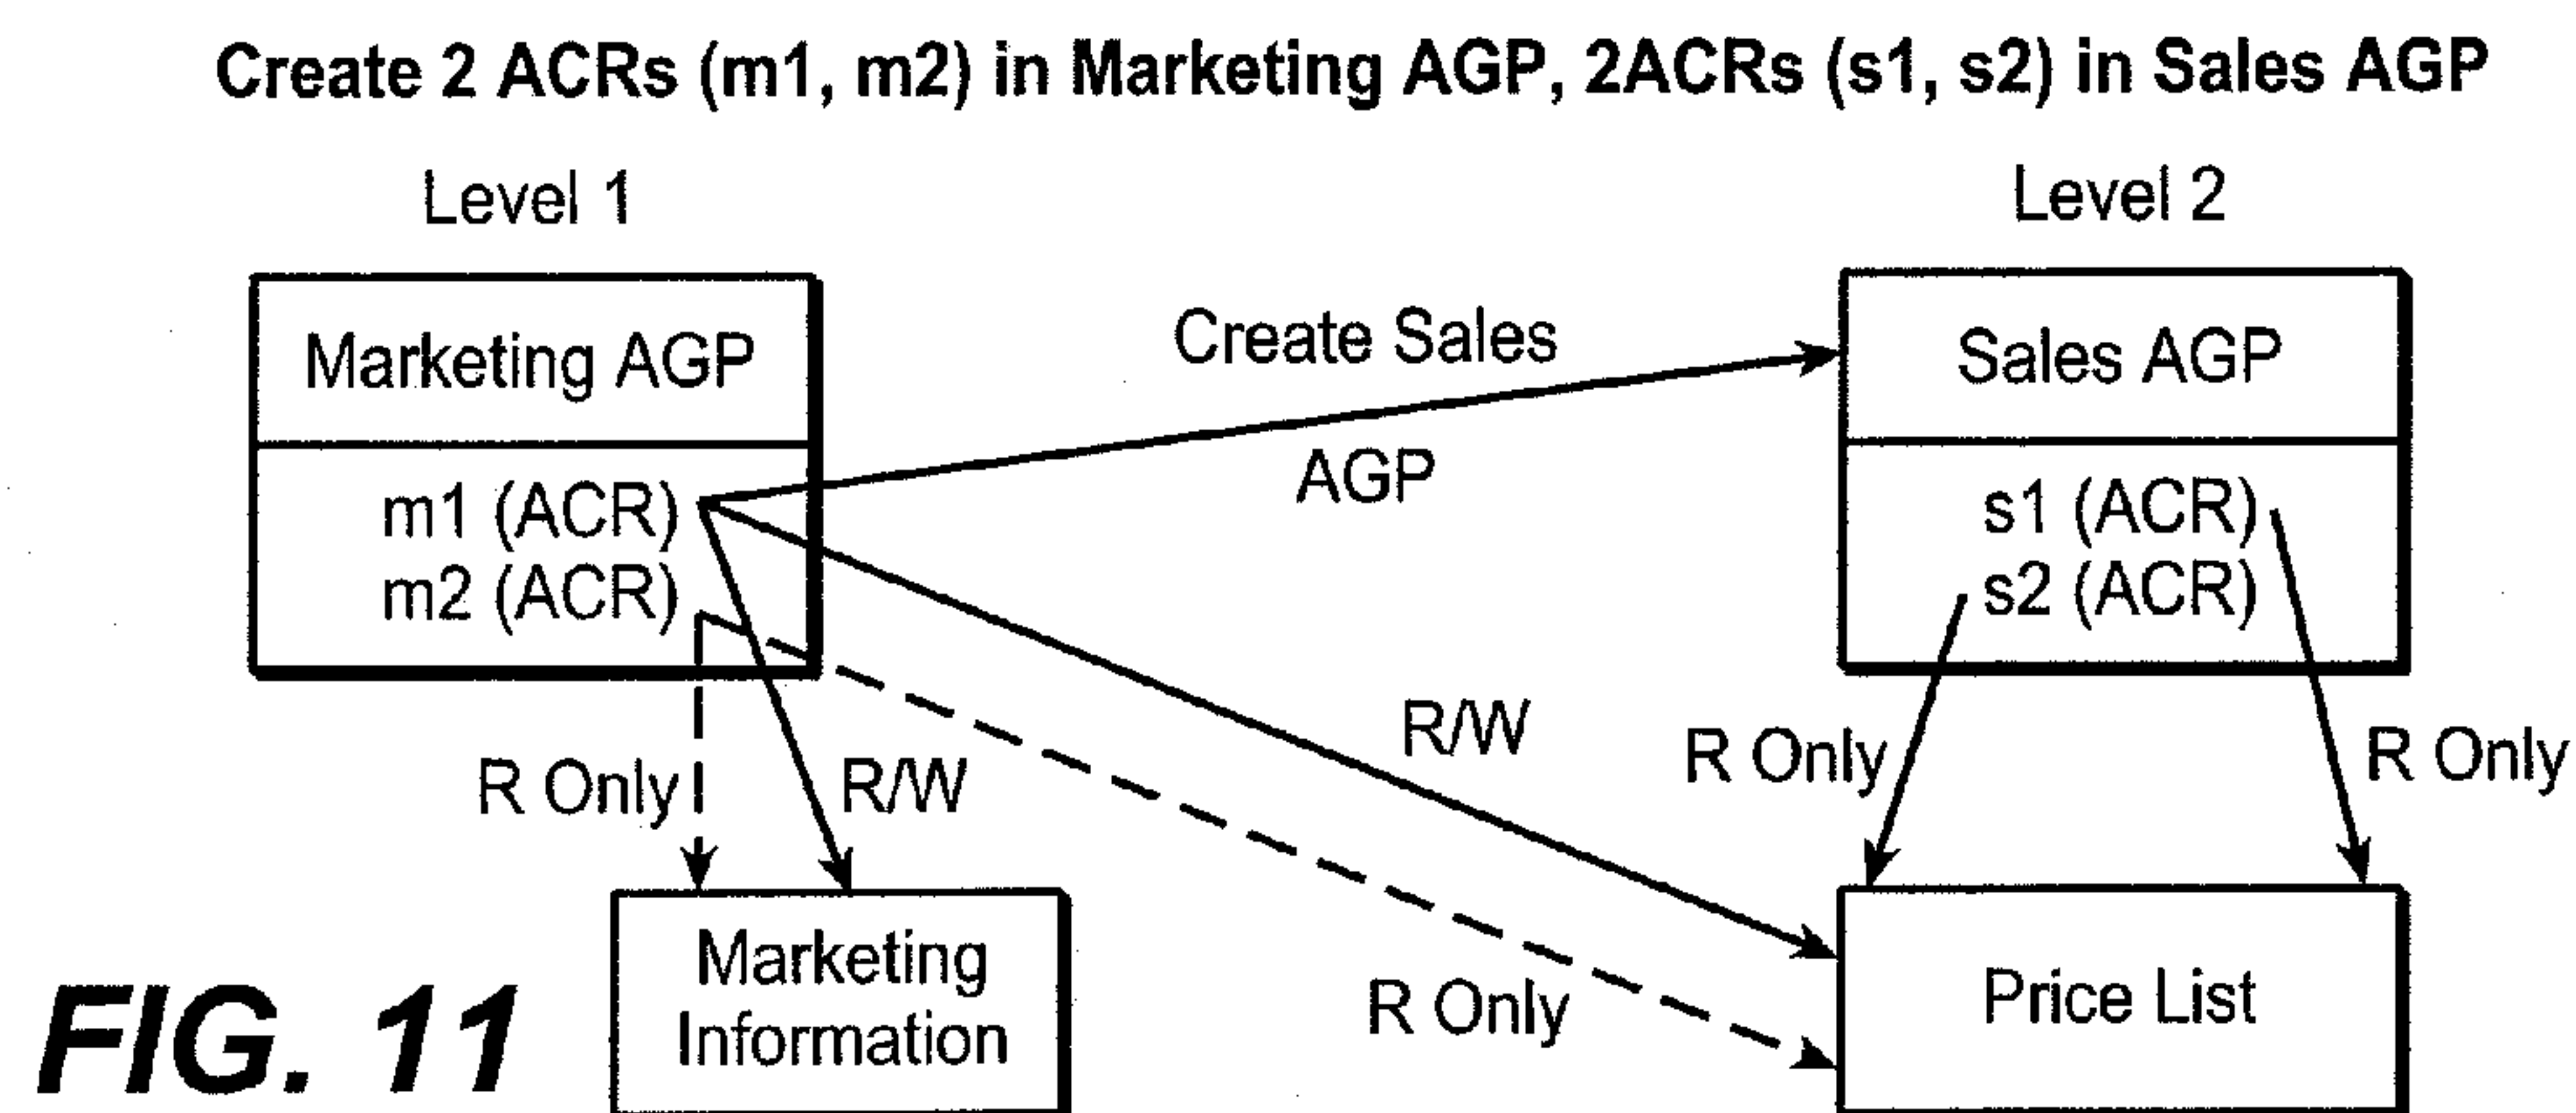 Create 2 ACRs (m1, m2) in Marketing AGP, 2ACRs (s1, s2) in Sales AGP
Level 1
Level 2
Marketing AGP
Create Sales
AGP
Sales AGP
m1 (ACR)
m2 (ACR)
s1 (ACR)
s2 (ACR)
R Only
R/W
R/W
R Only
R Only
R Only
Marketing
Information
Price List
FIG. 11